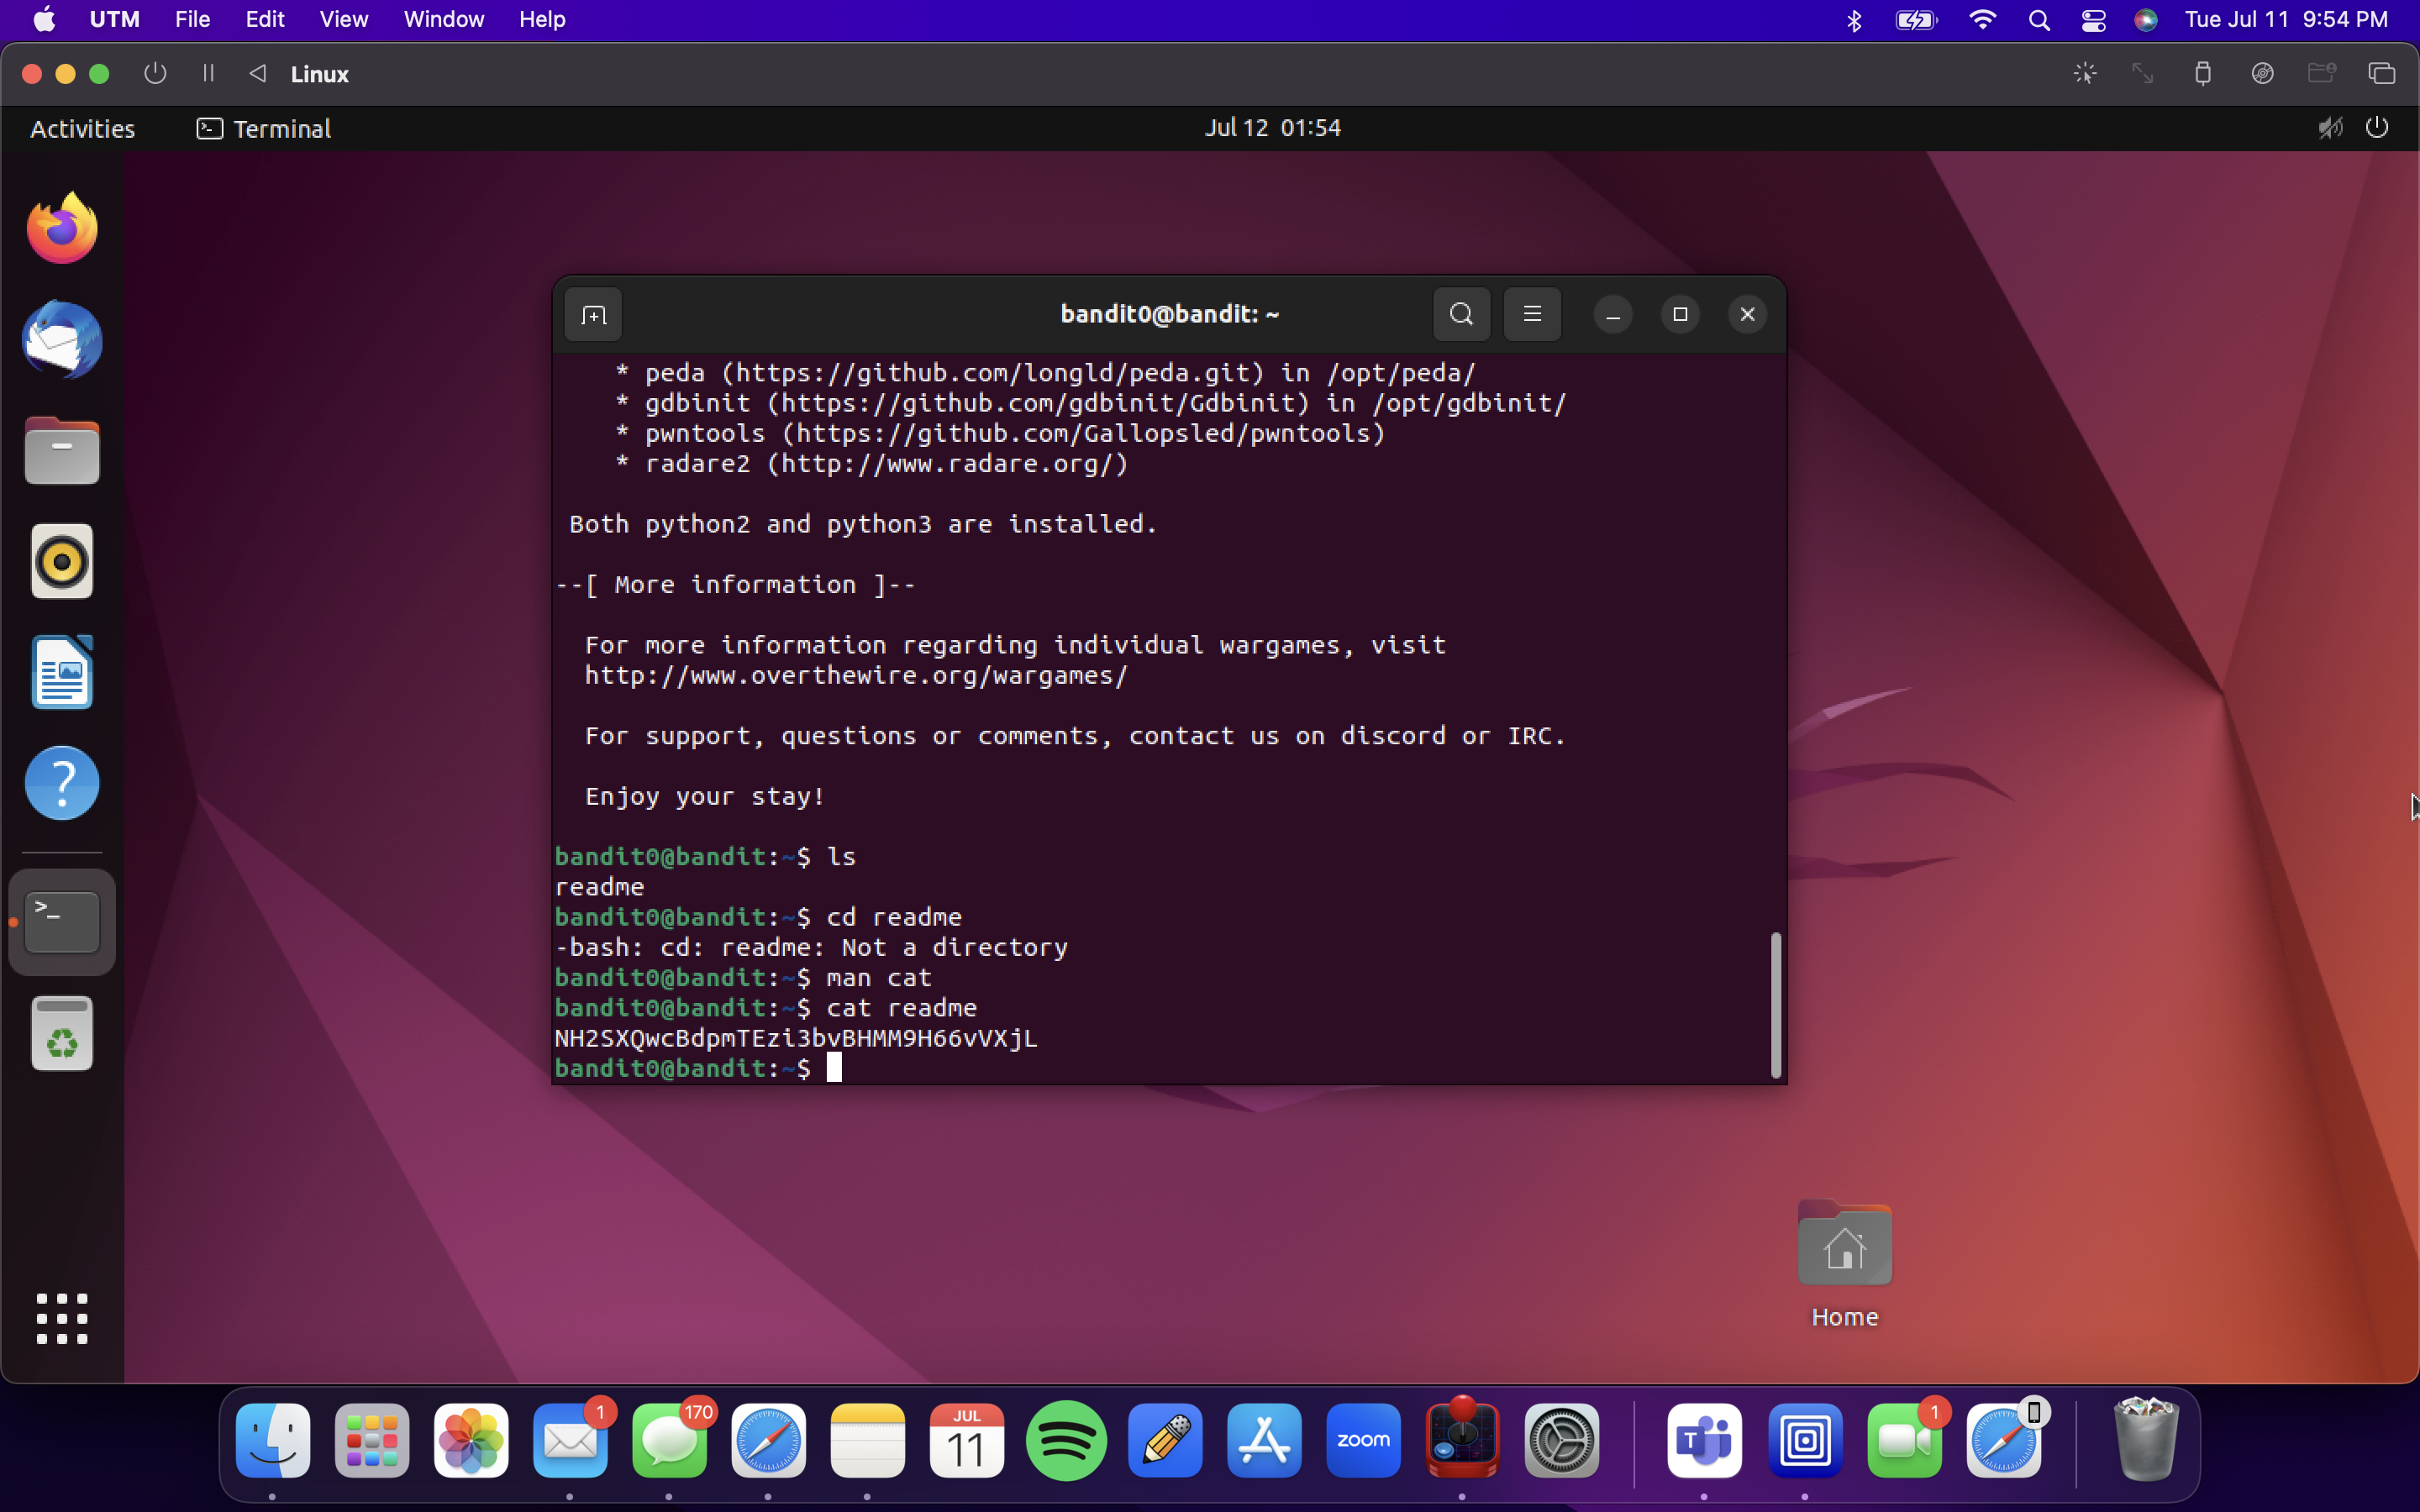 UTM File Edit View Window Help Tue Jul 11 9:54 PM
Linux
Activities Terminal Jul 12 01:54
bandit0@bandit: ~
* peda (https://github.com/longld/peda.git) in /opt/peda/
* gdbinit (https://github.com/gdbinit/Gdbinit) in /opt/gdbinit/
* pwntools (https://github.com/Gallopsled/pwntools)
* radare2 (http://www.radare.org/)
Both python2 and python3 are installed.
--[ More information ]--
For more information regarding individual wargames, visit
http://www.overthewire.org/wargames/
For support, questions or comments, contact us on discord or IRC.
Enjoy your stay!
bandit0@bandit:~$ ls
readme
bandit0@bandit:~$ cd readme
-bash: cd: readme: Not a directory
bandit0@bandit:~$ man cat
bandit0@bandit:~$ cat readme
NH2SXQwcBdpmTEzi3bvBHMM9H66vVXjL
bandit0@bandit:~$
Home
1 170 JUL 11 zoom T 1